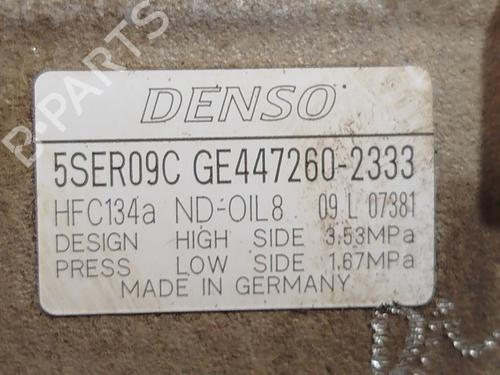 B-PARTS
DENSO
5SER09C GE447260-2333
HFC134a ND-OIL8 09 L 07381
DESIGN HIGH SIDE 3.53MPa
PRESS LOW SIDE 1.67MPa
MADE IN GERMANY